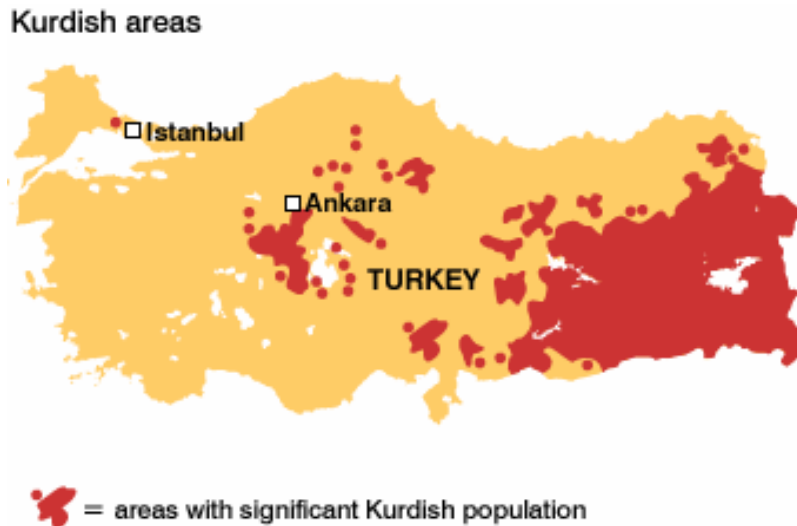 Kurdish areas
Istanbul
Ankara
TURKEY
= areas with significant Kurdish population